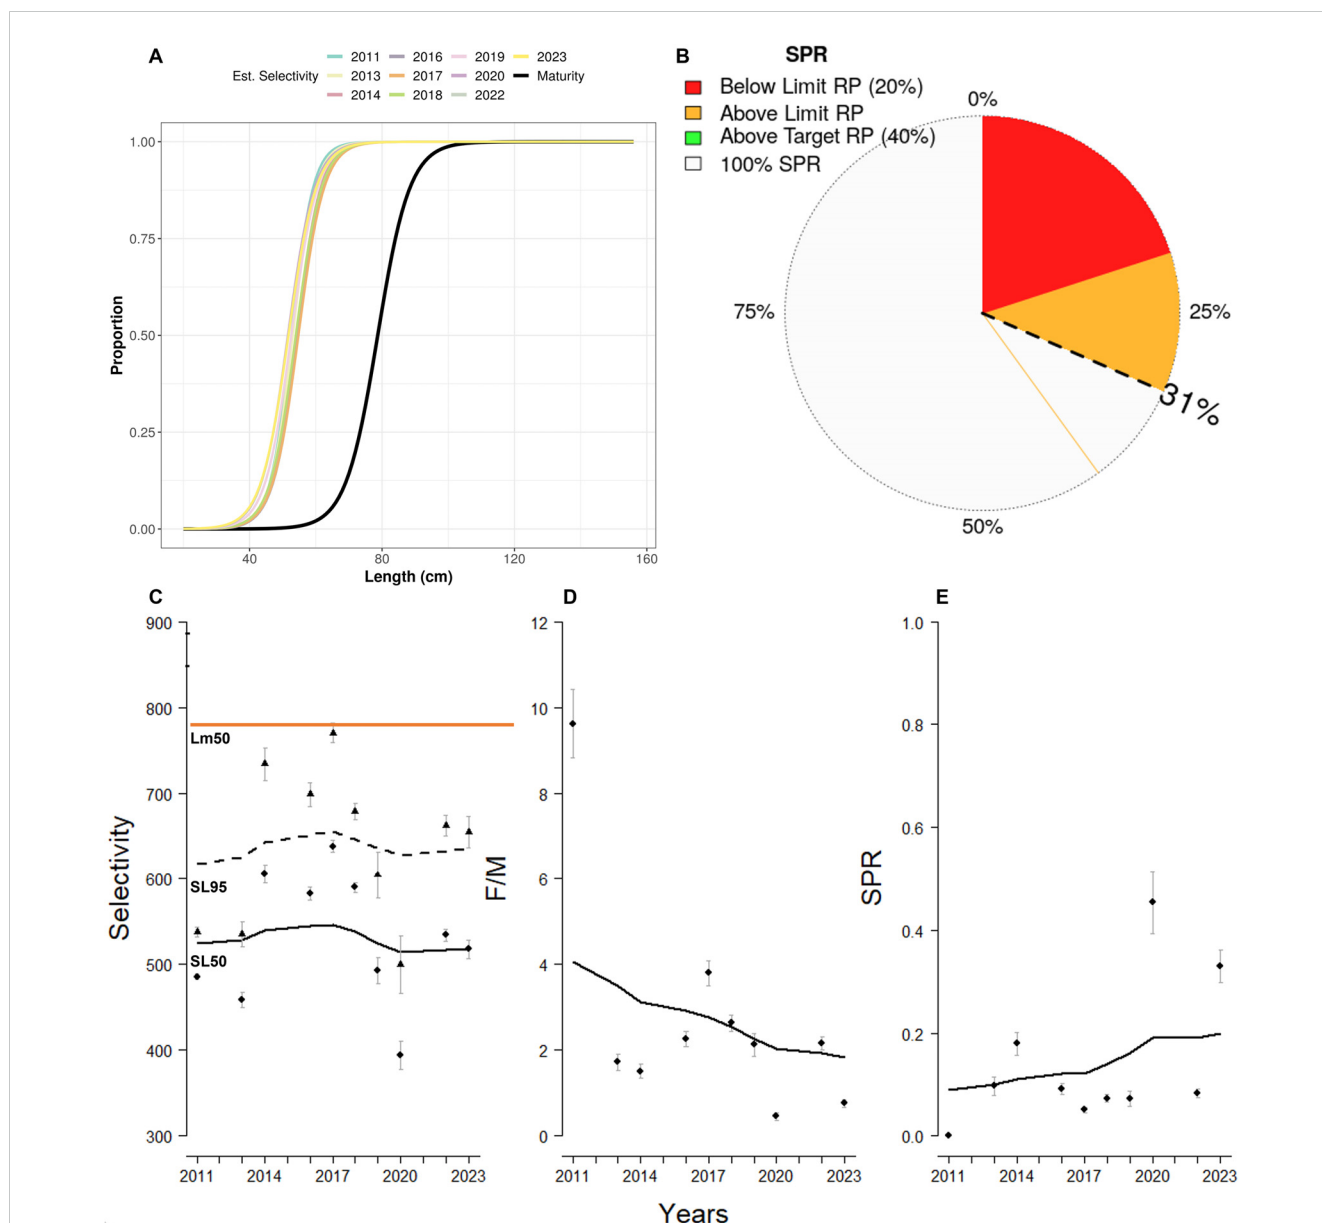 A
2011 2016 2019 2023
Est. Selectivity 2013 2017 2020 Maturity
2014 2018 2022
1.00
0.75
0.50
0.25
0.00
Proportion
40 80 120 160
Length (cm)
B SPR
Below Limit RP (20%)
Above Limit RP
Above Target RP (40%)
100% SPR
0%
25%
31%
50%
75%
C
900
800
700
600
500
400
300
Selectivity
Lm50
SL95
SL50
2011 2014 2017 2020 2023
D
12
10
8
6
4
2
0
F/M
2011 2014 2017 2020 2023
E
1.0
0.8
0.6
0.4
0.2
0.0
SPR
2011 2014 2017 2020 2023
Years